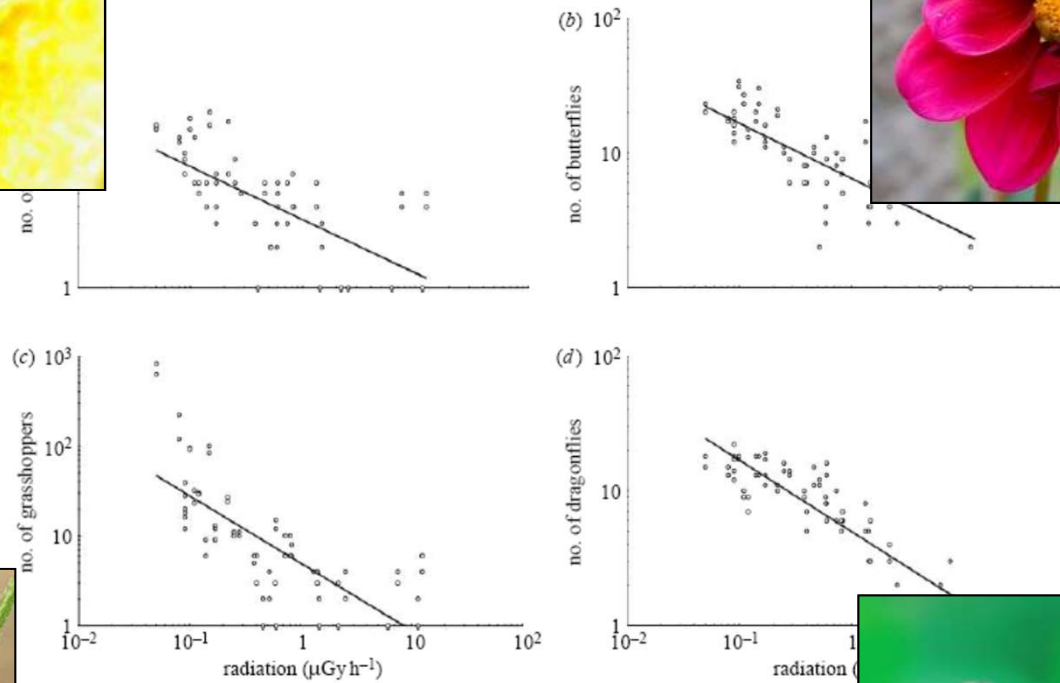 (b) 10²
no. of butterflies
10
1
no. o
1
(c) 10³
no. of grasshoppers
10²
10
1
10⁻² 10⁻¹ 1 10 10²
radiation (μGy h⁻¹)
(d) 10²
no. of dragonflies
10
1
10⁻² 10⁻¹ 1
radiation (